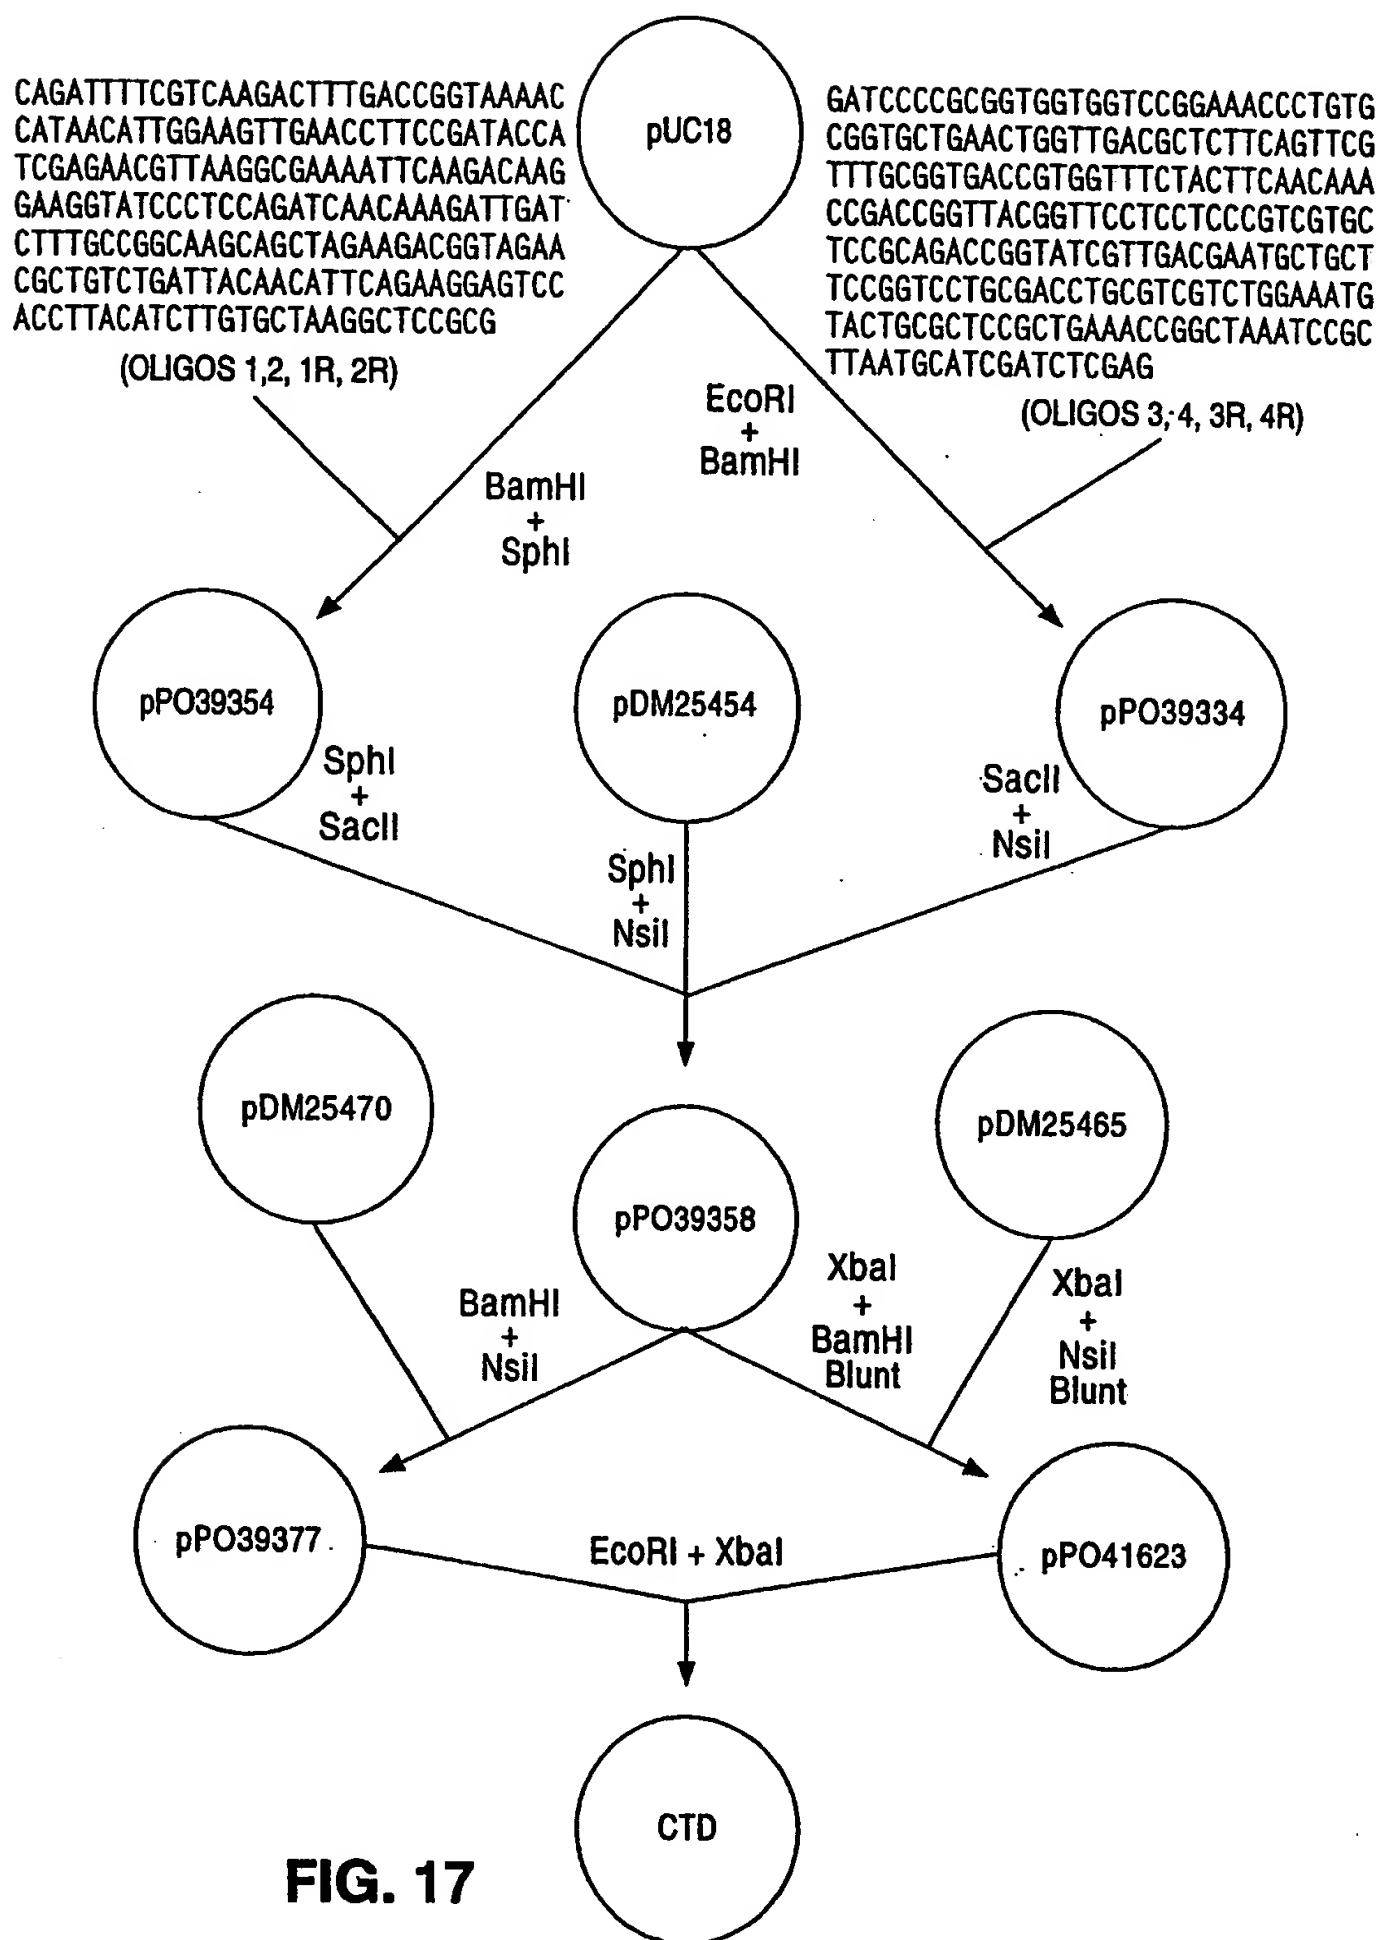 CAGATTTTCGTCAAGACTTTGACCGGTAAAAC
CATAACATTGGAAGTTGAACCTTCCGATACCA
TCGAGAACGTTAAGGCGAAAATTCAAGACAAG
GAAGGTATCCCTCCAGATCAACAAAGATTGAT
CTTTGCCGGCAAGCAGCTAGAAGACGGTAGAA
CGCTGTCTGATTACAACATTCAGAAGGAGTCC
ACCTTACATCTTGTGCTAAGGCTCCGCG
(OLIGOS 1,2, 1R, 2R)
pUC18
GATCCCCGCGGTGGTGGTCCGGAAACCCTGTG
CGGTGCTGAACTGGTTGACGCTCTTCAGTTCG
TTTGCGGTGACCGTGGTTTCTACTTCAACAAA
CCGACCGGTTACGGTTCCTCCTCCCGTCGTGC
TCCGCAGACCGGTATCGTTGACGAATGCTGCT
TCCGGTCCTGCGACCTGCGTCGTCTGGAAATG
TACTGCGCTCCGCTGAAACCGGCTAAATCCGC
TTAATGCATCGATCTCGAG
(OLIGOS 3, 4, 3R, 4R)
EcoRI
+
BamHI
BamHI
+
SphI
pPO39354
pDM25454
pPO39334
SphI
+
SacII
SacII
+
NsiI
SphI
+
NsiI
pDM25470
pPO39358
pDM25465
BamHI
+
NsiI
XbaI
+
BamHI
Blunt
XbaI
+
NsiI
Blunt
pPO39377
EcoRI + XbaI
pPO41623
CTD
FIG. 17